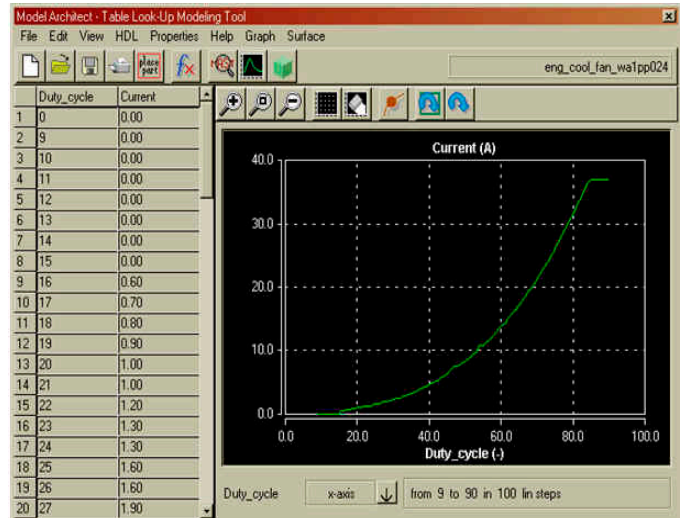 Model Architect - Table Look-Up Modeling Tool
File Edit View HDL Properties Help Graph Surface
place part
fx
eng_cool_fan_wa1pp024
Duty_cycle Current
1 0 0.00
2 9 0.00
3 10 0.00
4 11 0.00
5 12 0.00
6 13 0.00
7 14 0.00
8 15 0.00
9 16 0.60
10 17 0.70
11 18 0.80
12 19 0.90
13 20 1.00
14 21 1.00
15 22 1.20
16 23 1.30
17 24 1.30
18 25 1.60
19 26 1.60
20 27 1.90
Current (A)
40.0
30.0
20.0
10.0
0.0
0.0 20.0 40.0 60.0 80.0 100.0
Duty_cycle (-)
Duty_cycle x-axis from 9 to 90 in 100 lin steps